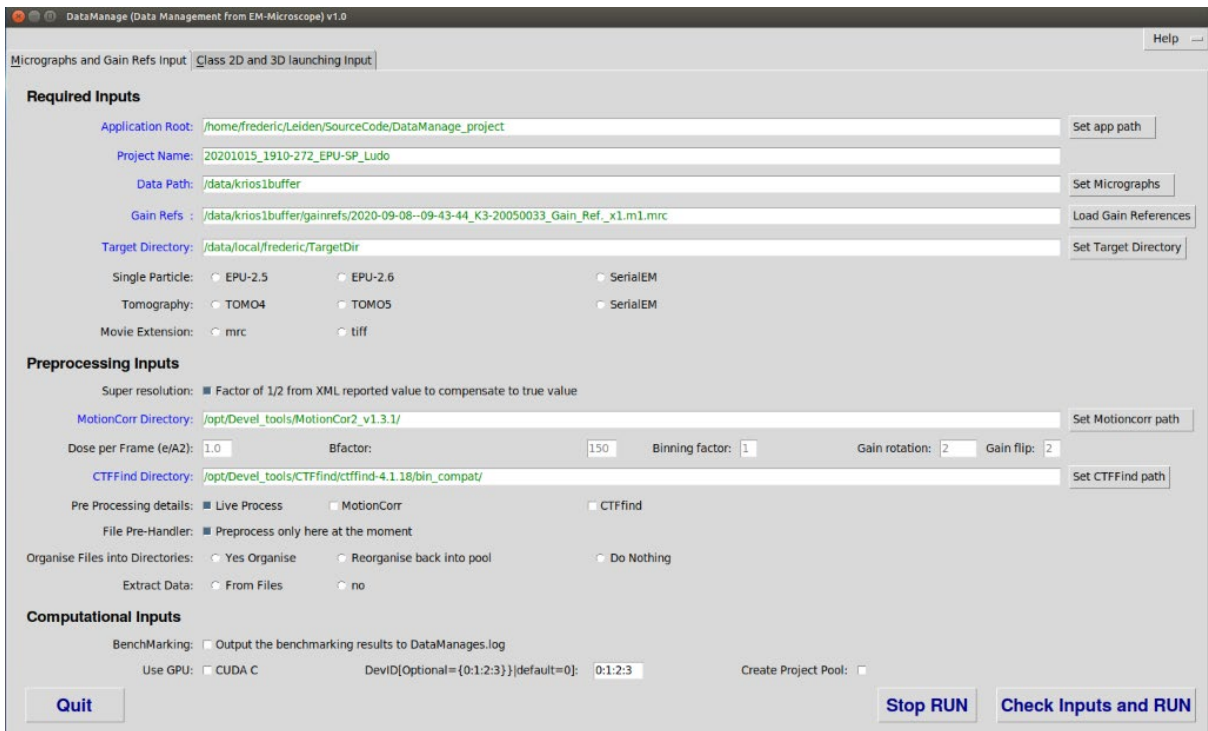 DataManage (Data Management from EM-Microscope) v1.0
Help
Micrographs and Gain Refs Input Class 2D and 3D launching Input
Required Inputs
Application Root: /home/frederic/Leiden/SourceCode/DataManage_project Set app path
Project Name: 20201015_1910-272_EPU-SP_Ludo
Data Path: /data/krios1buffer Set Micrographs
Gain Refs : /data/krios1buffer/gainrefs/2020-09-08--09-43-44_K3-20050033_Gain_Ref._x1.m1.mrc Load Gain References
Target Directory: /data/local/frederic/TargetDir Set Target Directory
Single Particle: EPU-2.5 EPU-2.6 SerialEM
Tomography: TOMO4 TOMO5 SerialEM
Movie Extension: mrc tiff
Preprocessing Inputs
Super resolution: Factor of 1/2 from XML reported value to compensate to true value
MotionCorr Directory: /opt/Devel_tools/MotionCor2_v1.3.1/ Set Motioncorr path
Dose per Frame (e/A2): 1.0 Bfactor: 150 Binning factor: 1 Gain rotation: 2 Gain flip: 2
CTFFind Directory: /opt/Devel_tools/CTFfind/ctffind-4.1.18/bin_compat/ Set CTFFind path
Pre Processing details: Live Process MotionCorr CTFfind
File Pre-Handler: Preprocess only here at the moment
Organise Files into Directories: Yes Organise Reorganise back into pool Do Nothing
Extract Data: From Files no
Computational Inputs
BenchMarking: Output the benchmarking results to DataManages.log
Use GPU: CUDA C DevID[Optional={0:1:2:3}}|default=0]: 0:1:2:3 Create Project Pool:
Quit Stop RUN Check Inputs and RUN